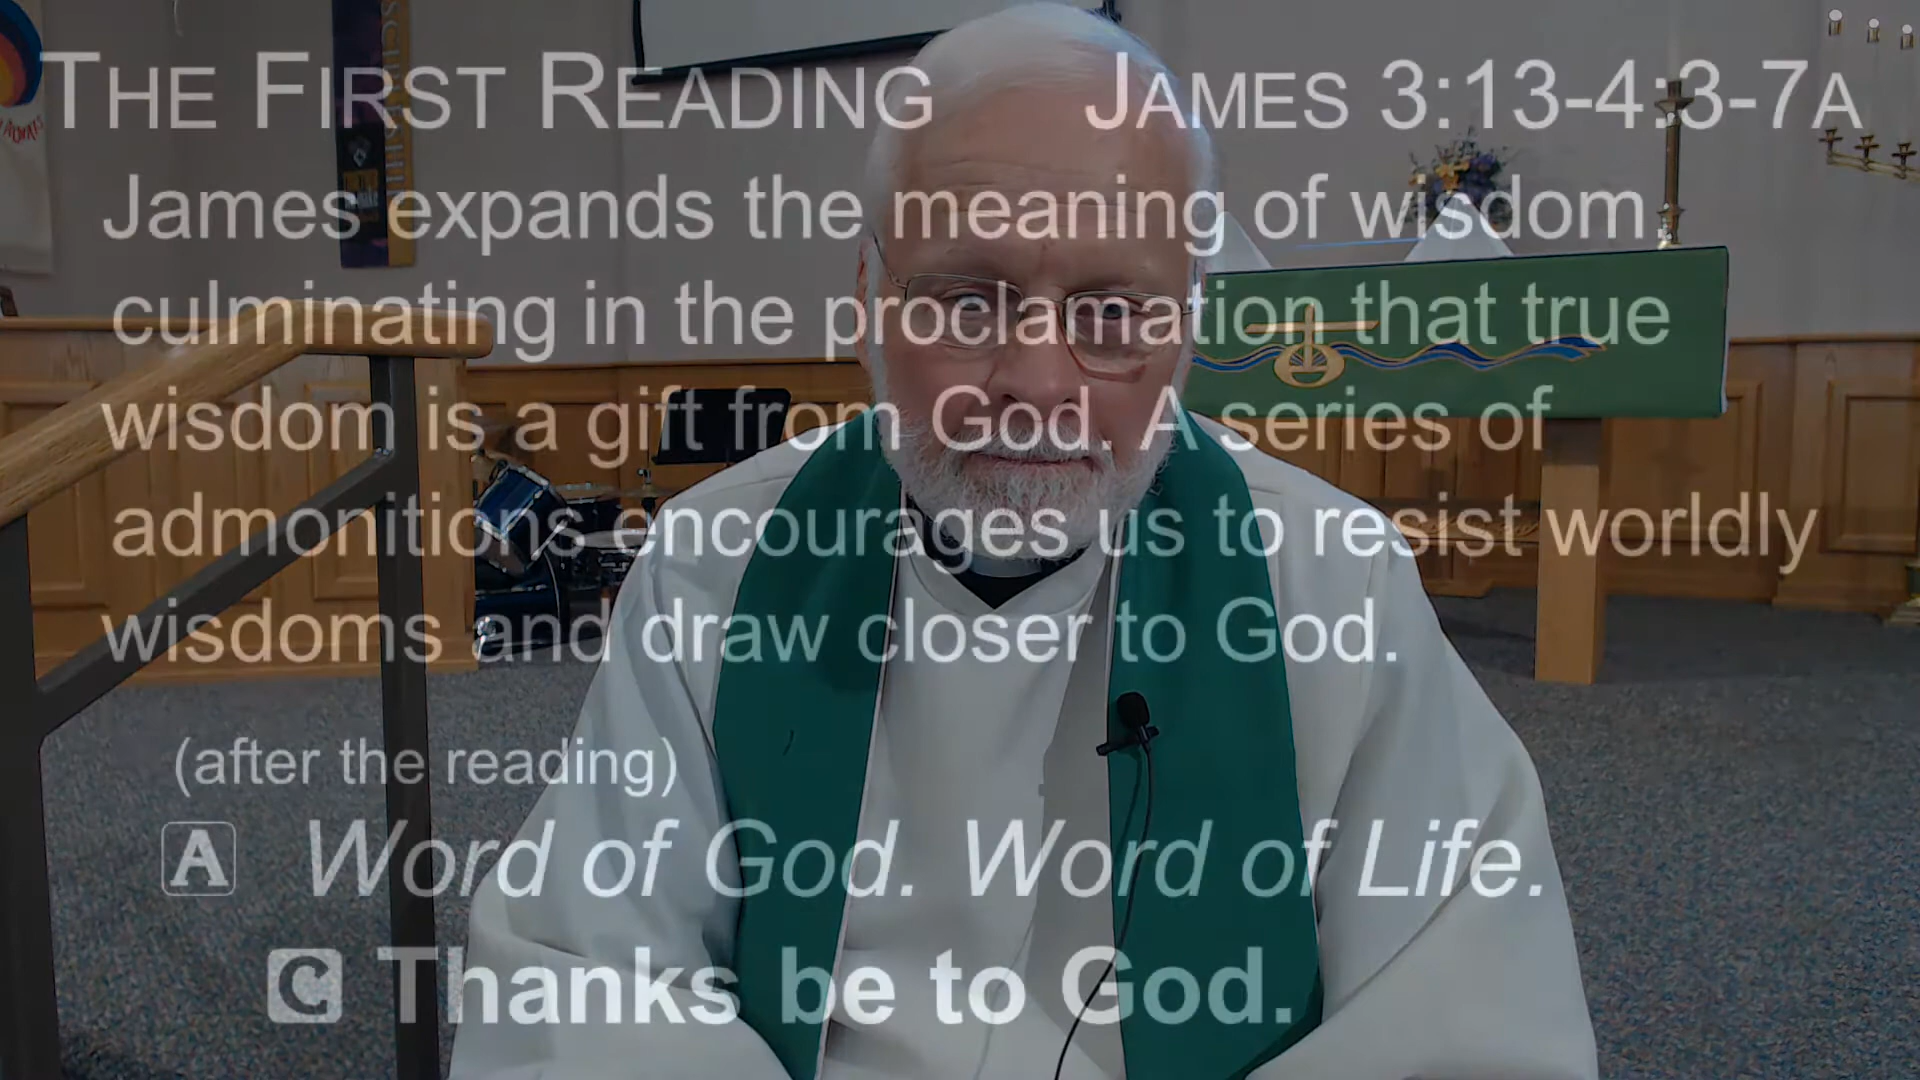 THE FIRST READING JAMES 3:13-4:3-7A
James expands the meaning of wisdom,
culminating in the proclamation that true
wisdom is a gift from God. A series of
admonitions encourages us to resist worldly
wisdoms and draw closer to God.
(after the reading)
A Word of God. Word of Life.
C Thanks be to God.